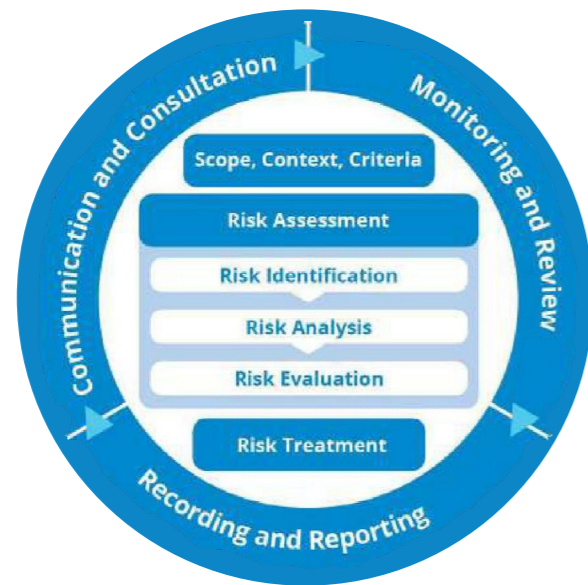 Communication and Consultation
Monitoring and Review
Scope, Context, Criteria
Risk Assessment
Risk Identification
Risk Analysis
Risk Evaluation
Risk Treatment
Recording and Reporting